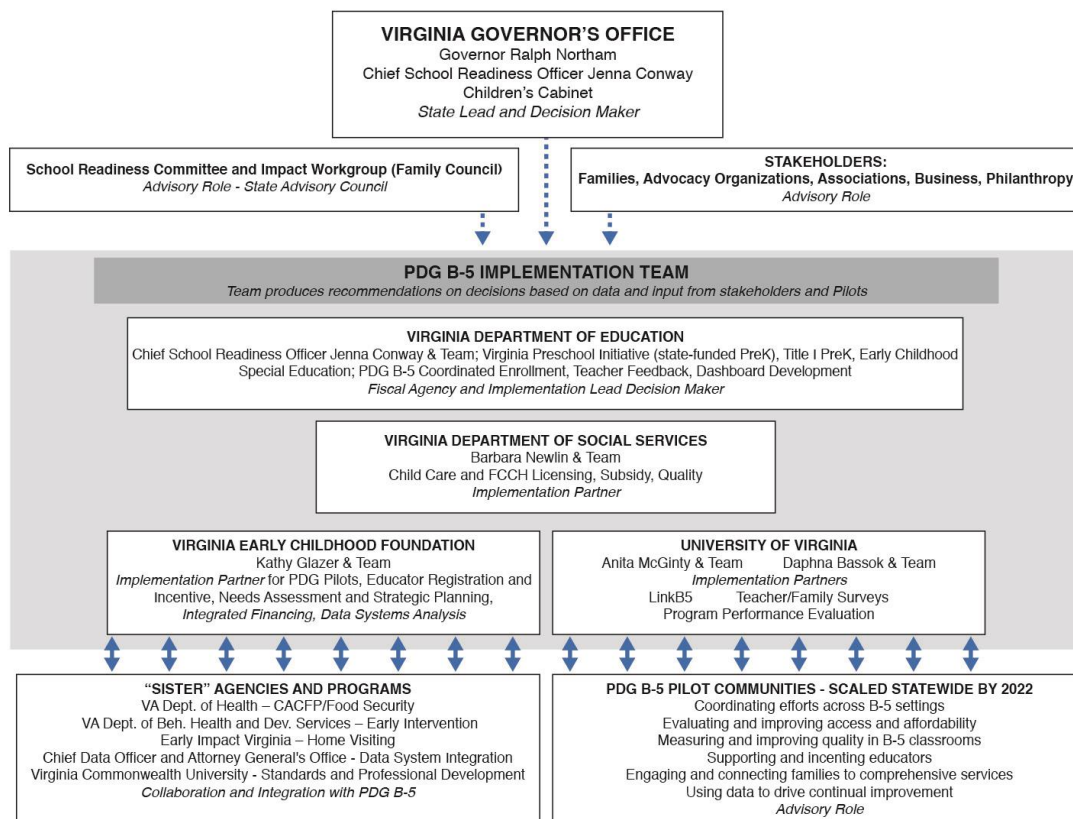 VIRGINIA GOVERNOR'S OFFICE
Governor Ralph Northam
Chief School Readiness Officer Jenna Conway
Children's Cabinet
State Lead and Decision Maker
School Readiness Committee and Impact Workgroup (Family Council)
Advisory Role - State Advisory Council
STAKEHOLDERS:
Families, Advocacy Organizations, Associations, Business, Philanthropy
Advisory Role
PDG B-5 IMPLEMENTATION TEAM
Team produces recommendations on decisions based on data and input from stakeholders and Pilots
VIRGINIA DEPARTMENT OF EDUCATION
Chief School Readiness Officer Jenna Conway & Team; Virginia Preschool Initiative (state-funded PreK), Title I PreK, Early Childhood
Special Education; PDG B-5 Coordinated Enrollment, Teacher Feedback, Dashboard Development
Fiscal Agency and Implementation Lead Decision Maker
VIRGINIA DEPARTMENT OF SOCIAL SERVICES
Barbara Newlin & Team
Child Care and FCCH Licensing, Subsidy, Quality
Implementation Partner
VIRGINIA EARLY CHILDHOOD FOUNDATION
Kathy Glazer & Team
Implementation Partner for PDG Pilots, Educator Registration and
Incentive, Needs Assessment and Strategic Planning,
Integrated Financing, Data Systems Analysis
UNIVERSITY OF VIRGINIA
Anita McGinty & Team Daphna Bassok & Team
Implementation Partners
LinkB5 Teacher/Family Surveys
Program Performance Evaluation
"SISTER" AGENCIES AND PROGRAMS
VA Dept. of Health – CACFP/Food Security
VA Dept. of Beh. Health and Dev. Services – Early Intervention
Early Impact Virginia – Home Visiting
Chief Data Officer and Attorney General's Office - Data System Integration
Virginia Commonwealth University - Standards and Professional Development
Collaboration and Integration with PDG B-5
PDG B-5 PILOT COMMUNITIES - SCALED STATEWIDE BY 2022
Coordinating efforts across B-5 settings
Evaluating and improving access and affordability
Measuring and improving quality in B-5 classrooms
Supporting and incenting educators
Engaging and connecting families to comprehensive services
Using data to drive continual improvement
Advisory Role